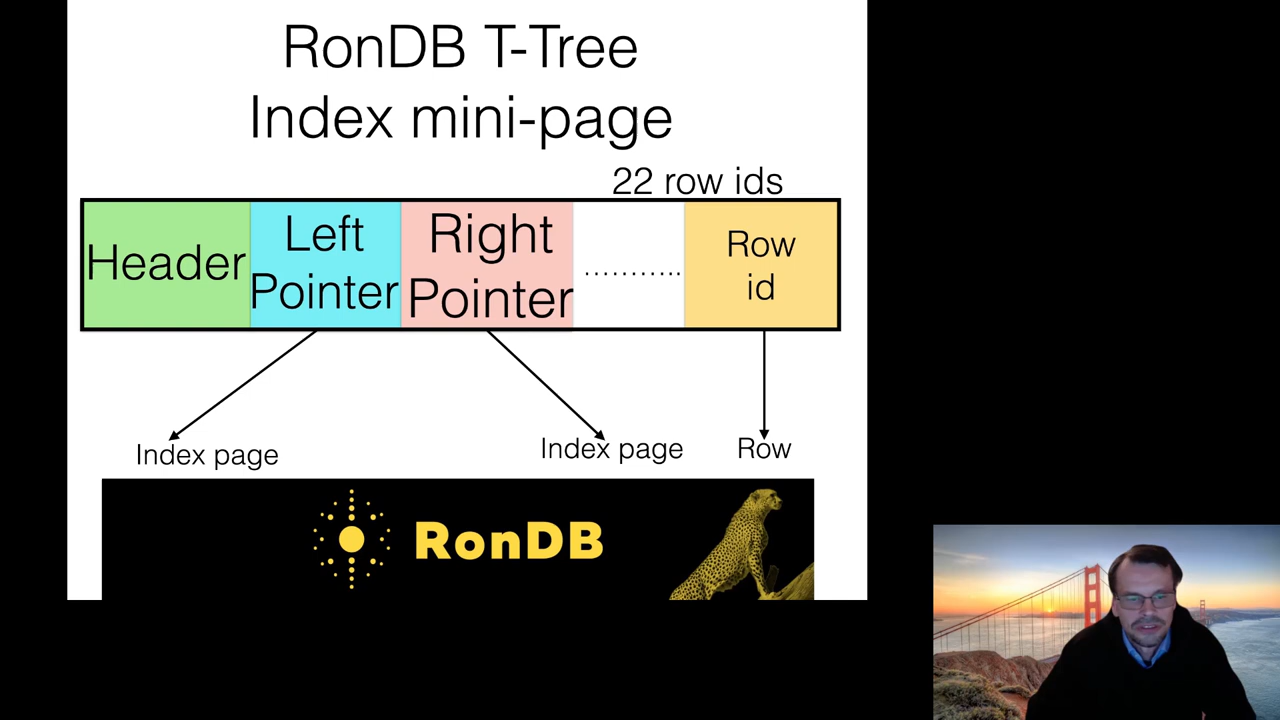 RonDB T-Tree
Index mini-page
22 row ids
Header
Left
Pointer
Right
Pointer
...........
Row
id
Index page
Index page
Row
RonDB